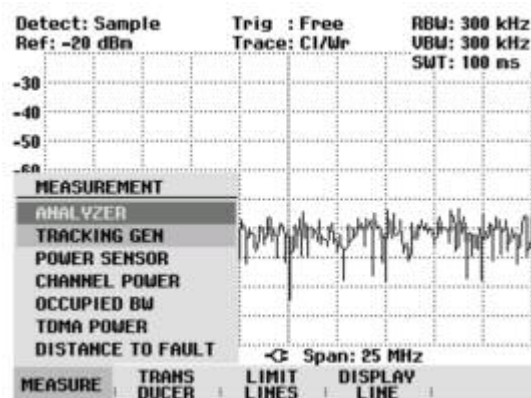 Detect: Sample Trig : Free RBW: 300 kHz
Ref: -20 dBm Trace: Cl/Wr VBW: 300 kHz
SWT: 100 ms
-30
-40
-50
-60
MEASUREMENT
ANALYZER
TRACKING GEN
POWER SENSOR
CHANNEL POWER
OCCUPIED BW
TDMA POWER
DISTANCE TO FAULT
Span: 25 MHz
MEASURE TRANS LIMIT DISPLAY
DUCER LINES LINE